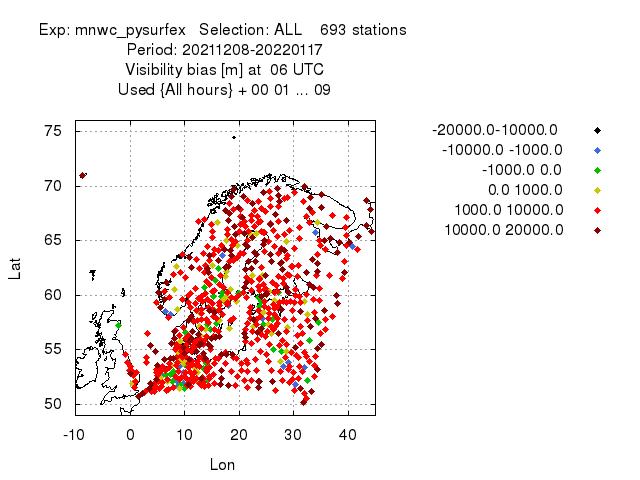 Exp: mnwc_pysurfex Selection: ALL 693 stations
Period: 20211208-20220117
Visibility bias [m] at 06 UTC
Used {All hours} + 00 01 ... 09
-20000.0-10000.0
-10000.0 -1000.0
-1000.0 0.0
0.0 1000.0
1000.0 10000.0
10000.0 20000.0
75
70
65
60
55
50
Lat
-10 0 10 20 30 40
Lon